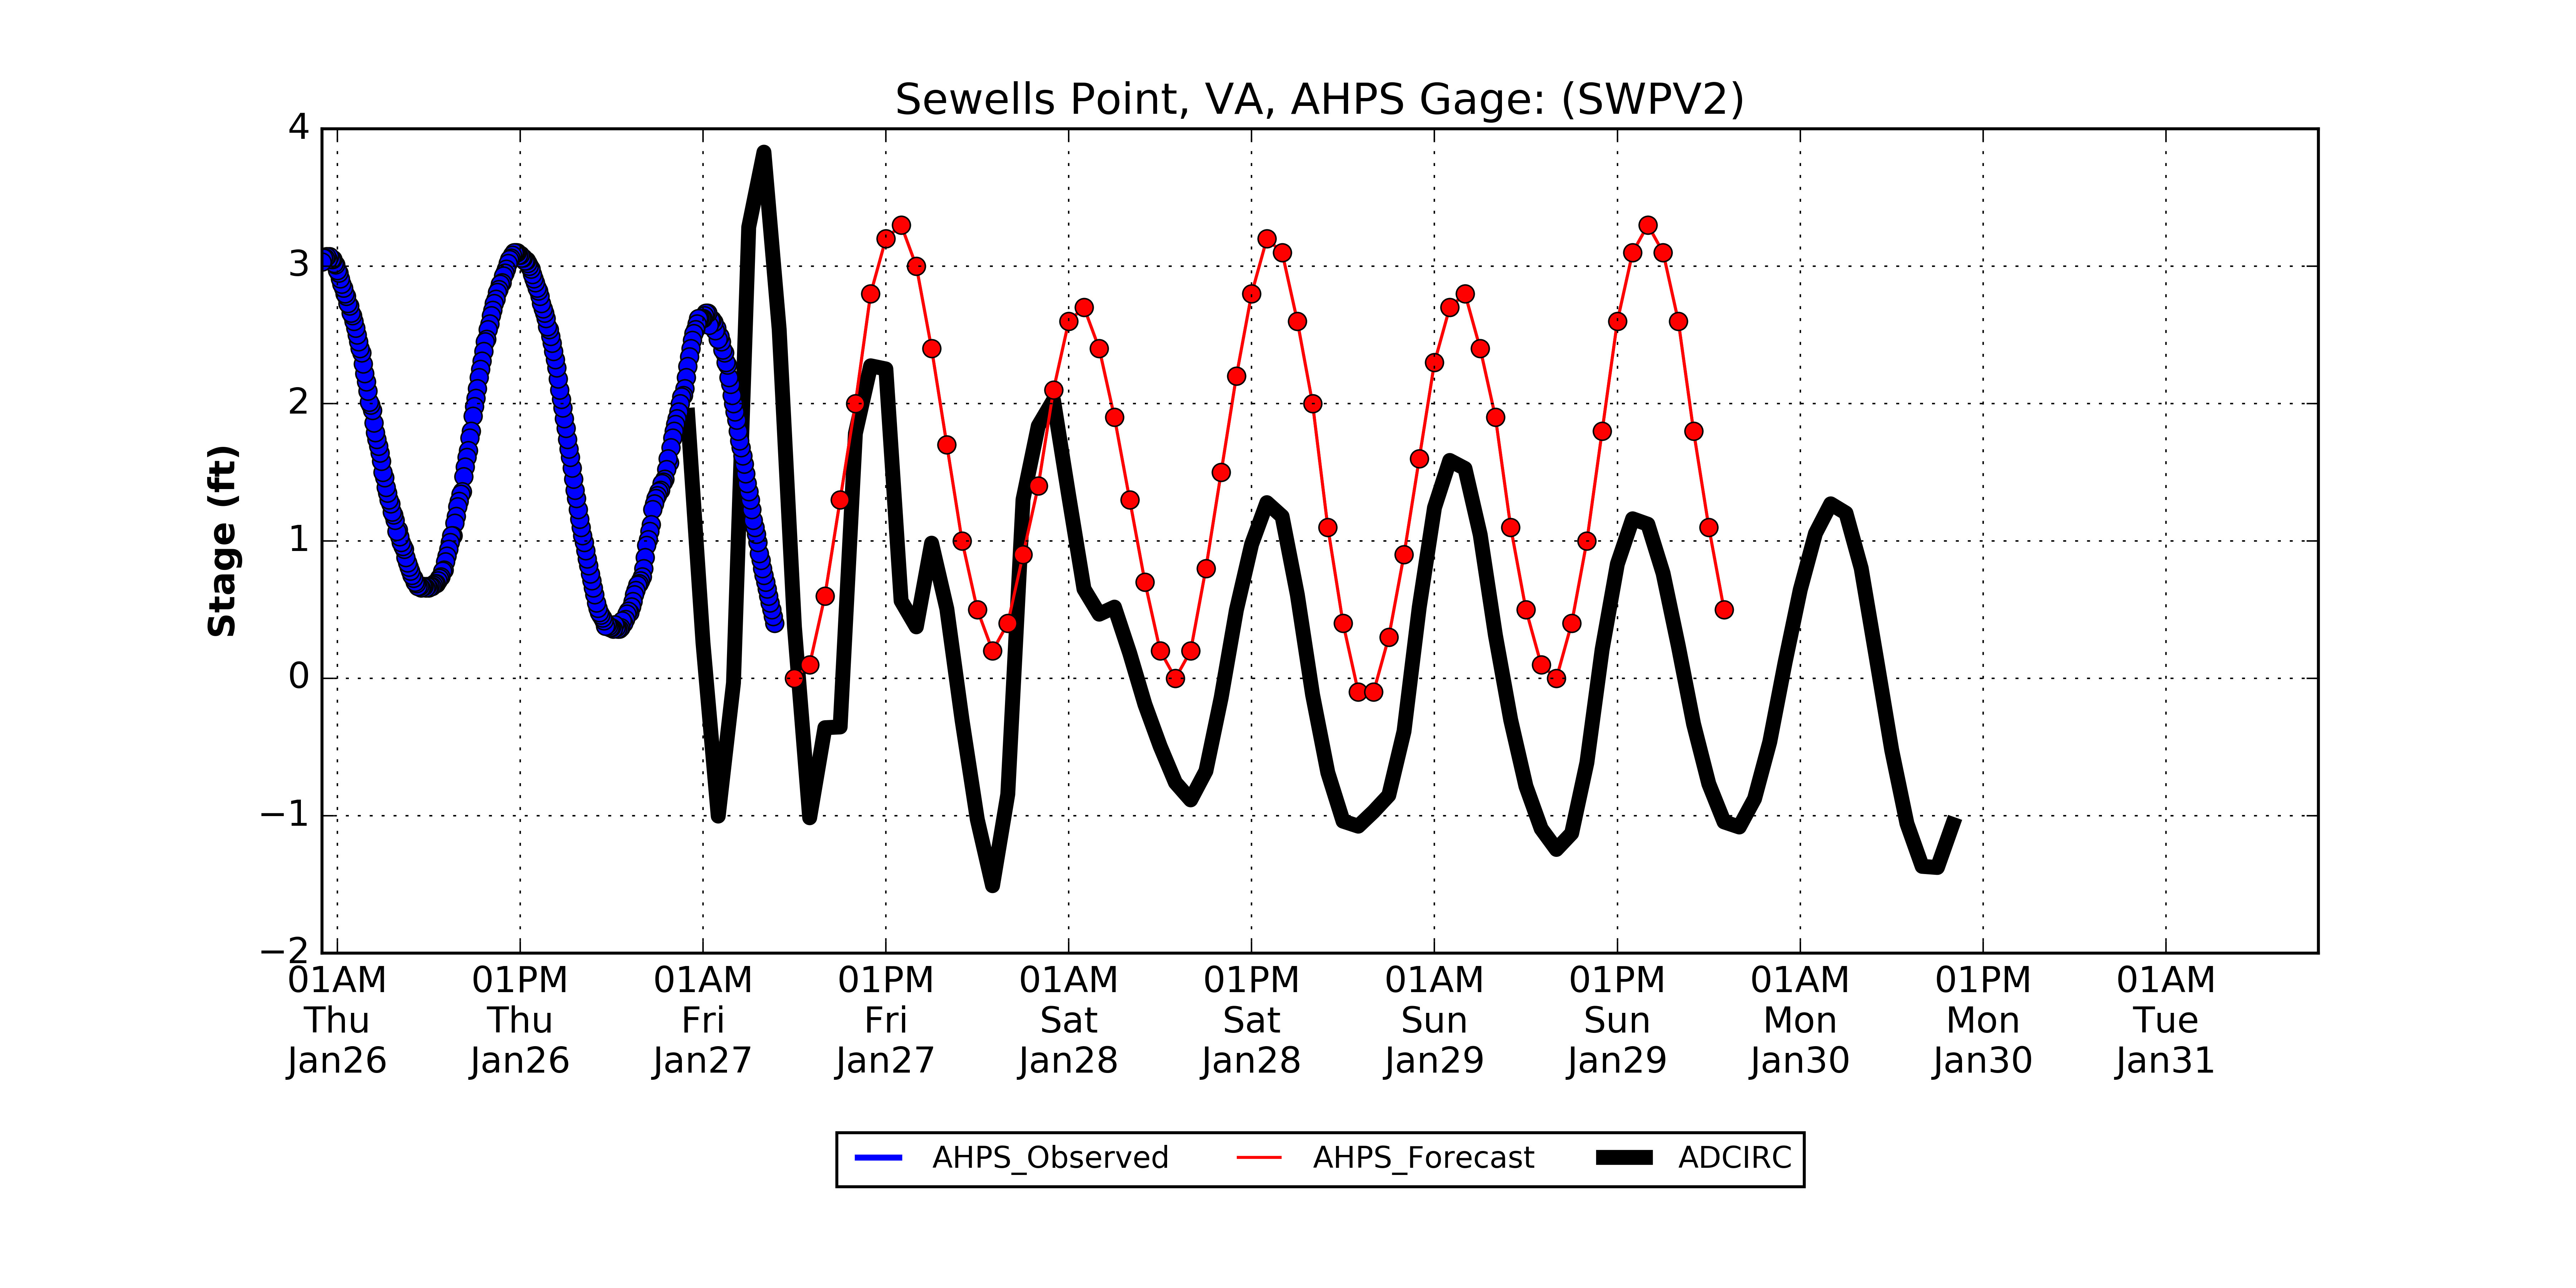 Sewells Point, VA, AHPS Gage: (SWPV2)
4
3
2
1
0
−1
−2
Stage (ft)
01AM 01PM 01AM 01PM 01AM 01PM 01AM 01PM 01AM 01PM 01AM
Thu Thu Fri Fri Sat Sat Sun Sun Mon Mon Tue
Jan26 Jan26 Jan27 Jan27 Jan28 Jan28 Jan29 Jan29 Jan30 Jan30 Jan31
AHPS_Observed AHPS_Forecast ADCIRC